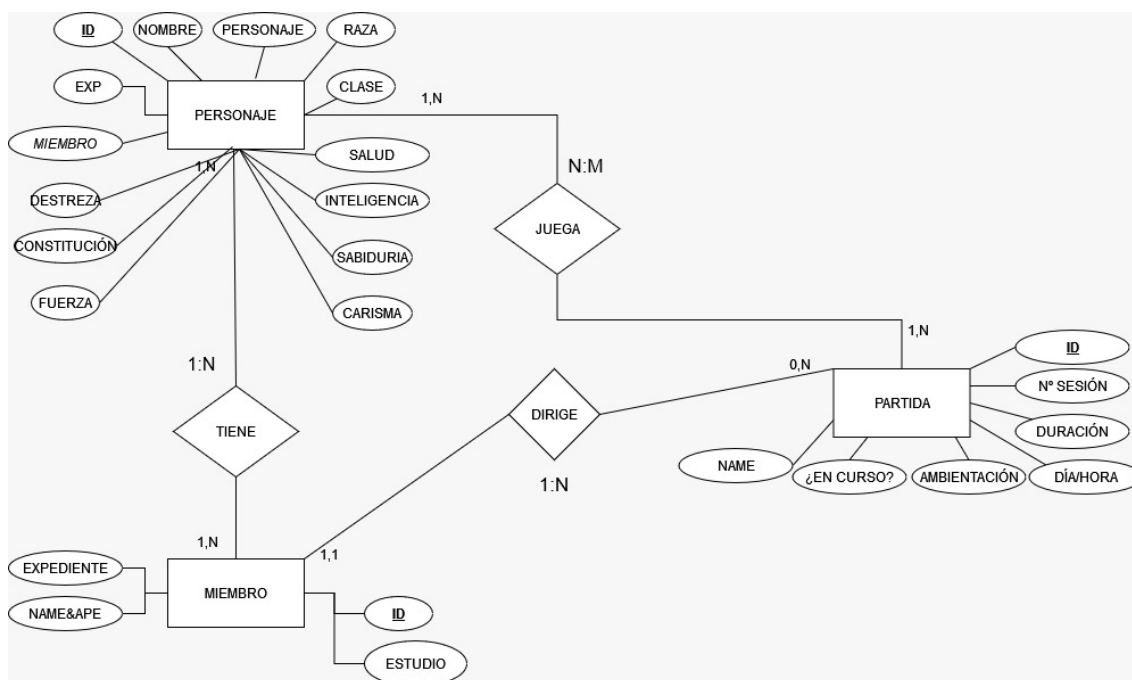 ID
NOMBRE
PERSONAJE
RAZA
EXP
CLASE
PERSONAJE
1,N
MIEMBRO
1,N
SALUD
N:M
DESTREZA
INTELIGENCIA
JUEGA
CONSTITUCIÓN
SABIDURIA
FUERZA
CARISMA
1,N
ID
1:N
0,N
Nº SESIÓN
PARTIDA
DIRIGE
TIENE
DURACIÓN
NAME
¿EN CURSO?
AMBIENTACIÓN
DÍA/HORA
1:N
1,N
1,1
EXPEDIENTE
MIEMBRO
NAME&APE
ID
ESTUDIO